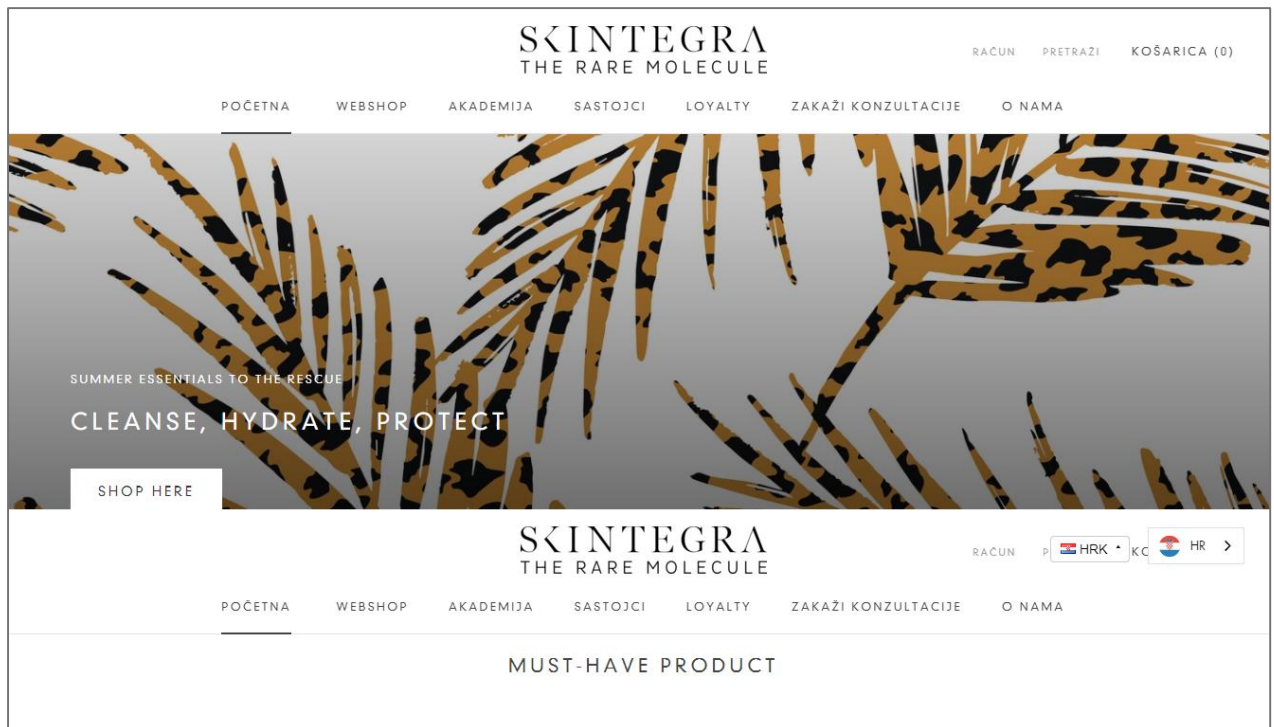 SKINTEGRA
THE RARE MOLECULE
RAČUN PRETRAŽI KOŠARICA (0)
POČETNA WEBSHOP AKADEMIJA SASTOJCI LOYALTY ZAKAŽI KONZULTACIJE O NAMA
SUMMER ESSENTIALS TO THE RESCUE
CLEANSE, HYDRATE, PROTECT
SHOP HERE
SKINTEGRA
THE RARE MOLECULE
RAČUN HRK HR
POČETNA WEBSHOP AKADEMIJA SASTOJCI LOYALTY ZAKAŽI KONZULTACIJE O NAMA
MUST-HAVE PRODUCT